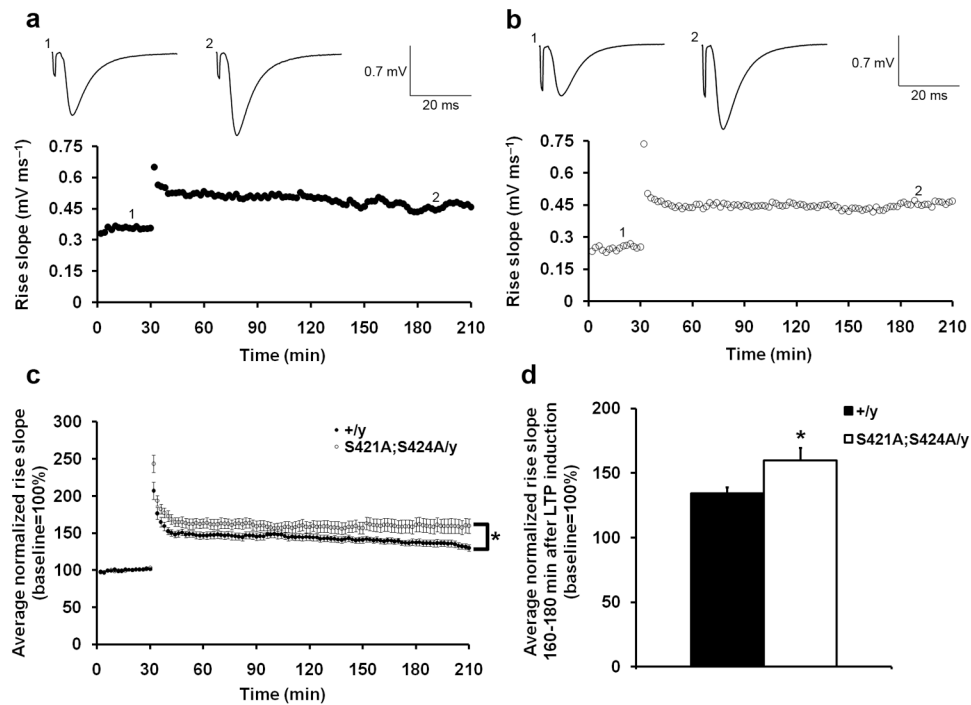 a
1
2
0.7 mV
20 ms
Rise slope (mV ms⁻¹)
0.75
0.6
0.45
0.3
0.15
0
1
2
0
30
60
90
120
150
180
210
Time (min)
b
1
2
0.7 mV
20 ms
Rise slope (mV ms⁻¹)
0.75
0.6
0.45
0.3
0.15
0
1
2
0
30
60
90
120
150
180
210
Time (min)
c
Average normalized rise slope
(baseline=100%)
300
250
200
150
100
50
0
+/y
S421A;S424A/y
*
0
30
60
90
120
150
180
210
Time (min)
d
Average normalized rise slope
160-180 min after LTP induction
(baseline=100%)
200
150
100
50
0
+/y
S421A;S424A/y
*